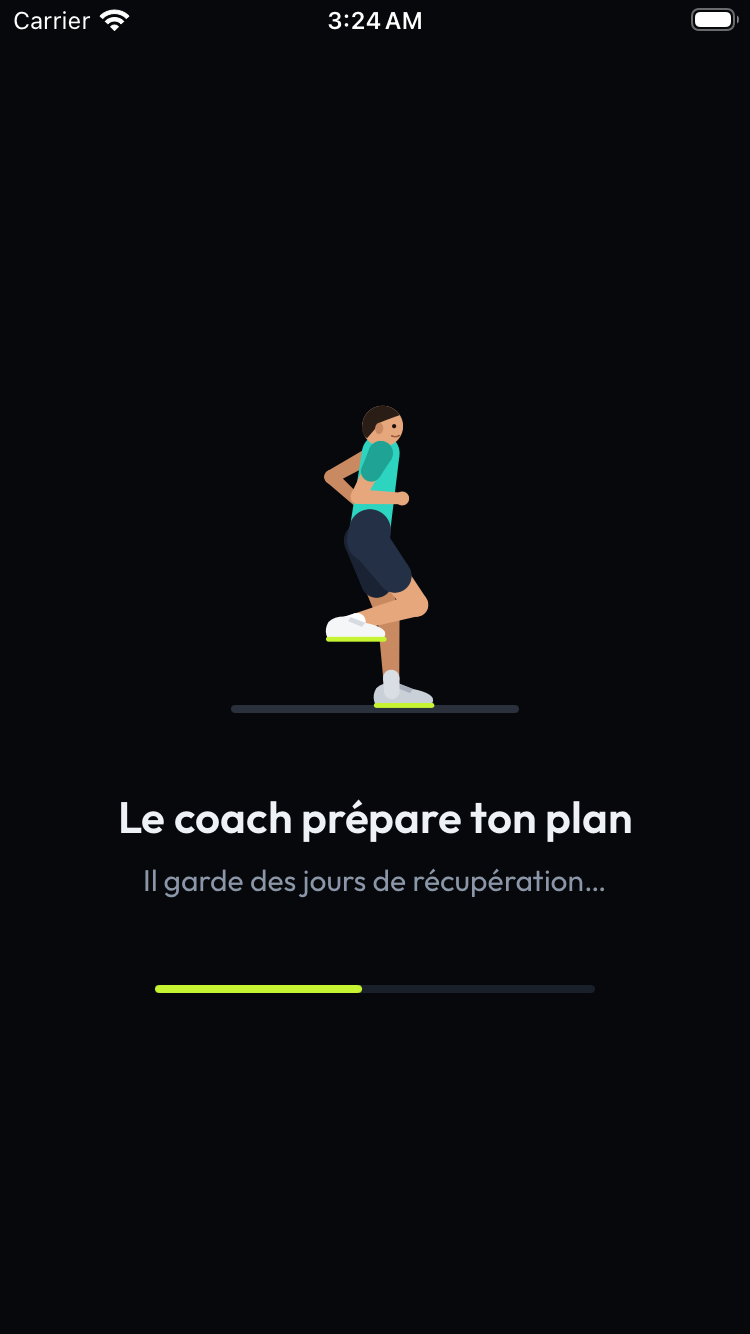 Carrier 3:24 AM
Le coach prépare ton plan
Il garde des jours de récupération...